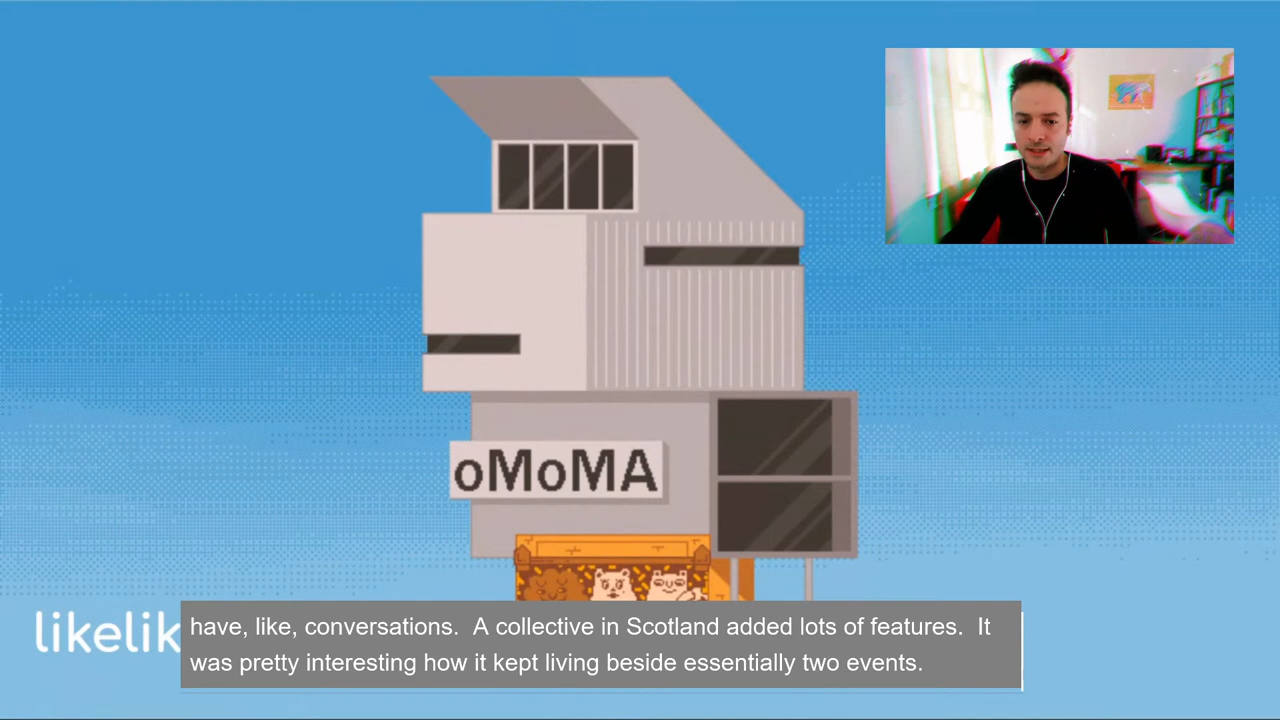 oMoMA
likelik
have, like, conversations.  A collective in Scotland added lots of features.  It
was pretty interesting how it kept living beside essentially two events.